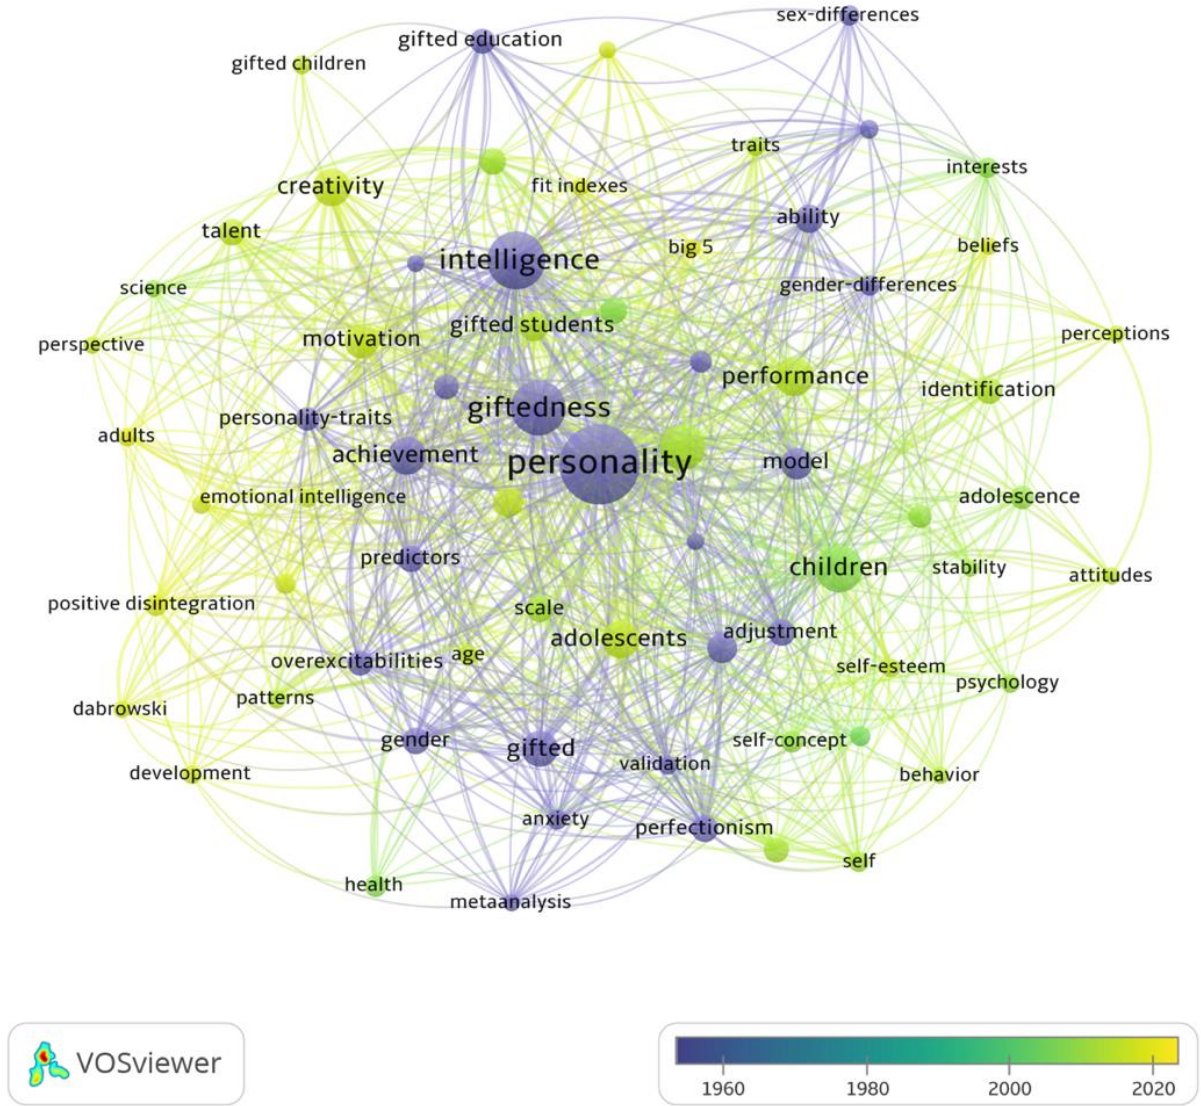 sex-differences
gifted education
gifted children
traits
interests
creativity
fit indexes
ability
talent
big 5
beliefs
intelligence
gender-differences
science
gifted students
perceptions
motivation
perspective
performance
identification
giftedness
personality-traits
adults
achievement
personality
model
emotional intelligence
adolescence
predictors
children
stability
attitudes
positive disintegration
scale
adolescents
adjustment
overexcitabilities
age
self-esteem
psychology
patterns
dabrowski
gender
gifted
self-concept
validation
development
behavior
anxiety
perfectionism
self
health
metaanalysis
VOSviewer
1960
1980
2000
2020